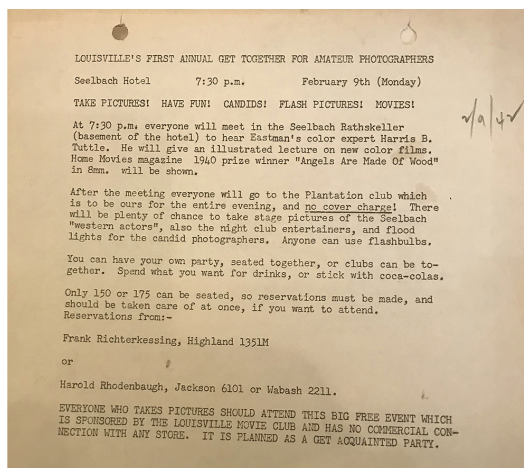 LOUISVILLE'S FIRST ANNUAL GET TOGETHER FOR AMATEUR PHOTOGRAPHERS
Seelbach Hotel 7:30 p.m. February 9th (Monday)
TAKE PICTURES! HAVE FUN! CANDIDS! FLASH PICTURES! MOVIES!
2/9/42
At 7:30 p.m. everyone will meet in the Seelbach Rathskeller
(basement of the hotel) to hear Eastman's color expert Harris B.
Tuttle. He will give an illustrated lecture on new color films.
Home Movies magazine 1940 prize winner "Angels Are Made Of Wood"
in 8mm. will be shown.
After the meeting everyone will go to the Plantation club which
is to be ours for the entire evening, and no cover charge! There
will be plenty of chance to take stage pictures of the Seelbach
"western actors", also the night club entertainers, and flood
lights for the candid photographers. Anyone can use flashbulbs.
You can have your own party, seated together, or clubs can be to-
gether. Spend what you want for drinks, or stick with coca-colas.
Only 150 or 175 can be seated, so reservations must be made, and
should be taken care of at once, if you want to attend.
Reservations from:-
Frank Richterkessing, Highland 1351M
or
Harold Rhodenbaugh, Jackson 6101 or Wabash 2211.
EVERYONE WHO TAKES PICTURES SHOULD ATTEND THIS BIG FREE EVENT WHICH
IS SPONSORED BY THE LOUISVILLE MOVIE CLUB AND HAS NO COMMERCIAL CON-
NECTION WITH ANY STORE. IT IS PLANNED AS A GET ACQUAINTED PARTY.